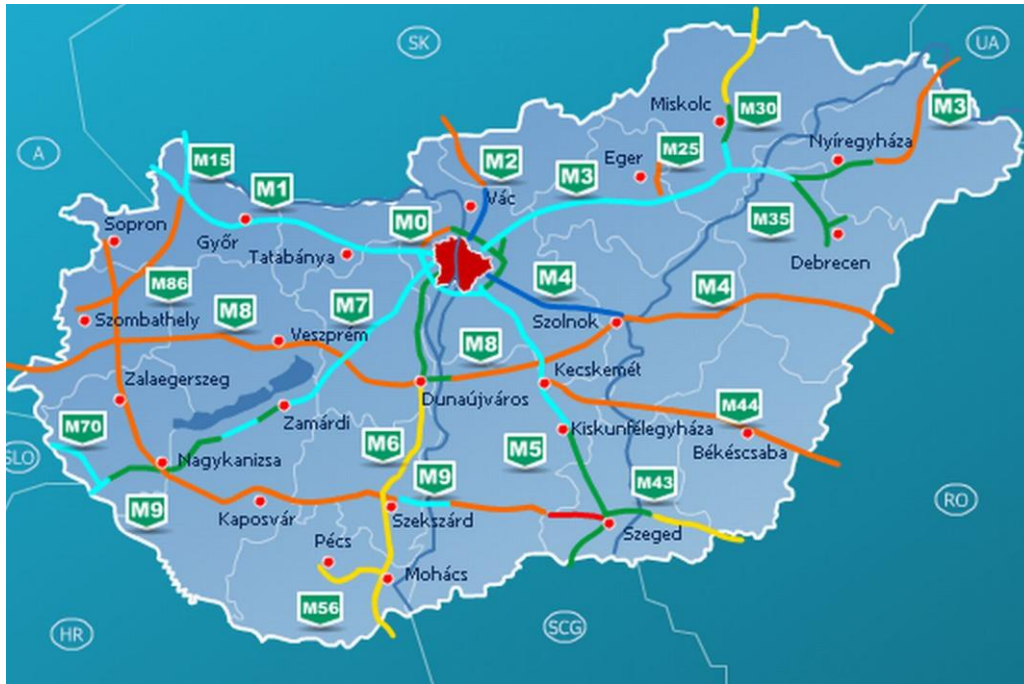 SK
UA
A
M15
M1
M2
M3
Miskolc
M30
M3
Eger
M25
Nyíregyháza
Vác
M0
Sopron
Győr
Tatabánya
M35
Debrecen
M86
M8
M7
M4
M4
Szombathely
Veszprém
M8
Szolnok
Zalaegerszeg
Kecskemét
Dunaújváros
Zamárdi
M44
M70
SLO
M6
M5
Kiskunfélegyháza
Békéscsaba
Nagykanizsa
M9
M43
M9
Kaposvár
Szekszárd
Szeged
RO
Pécs
Mohács
M56
HR
SCG